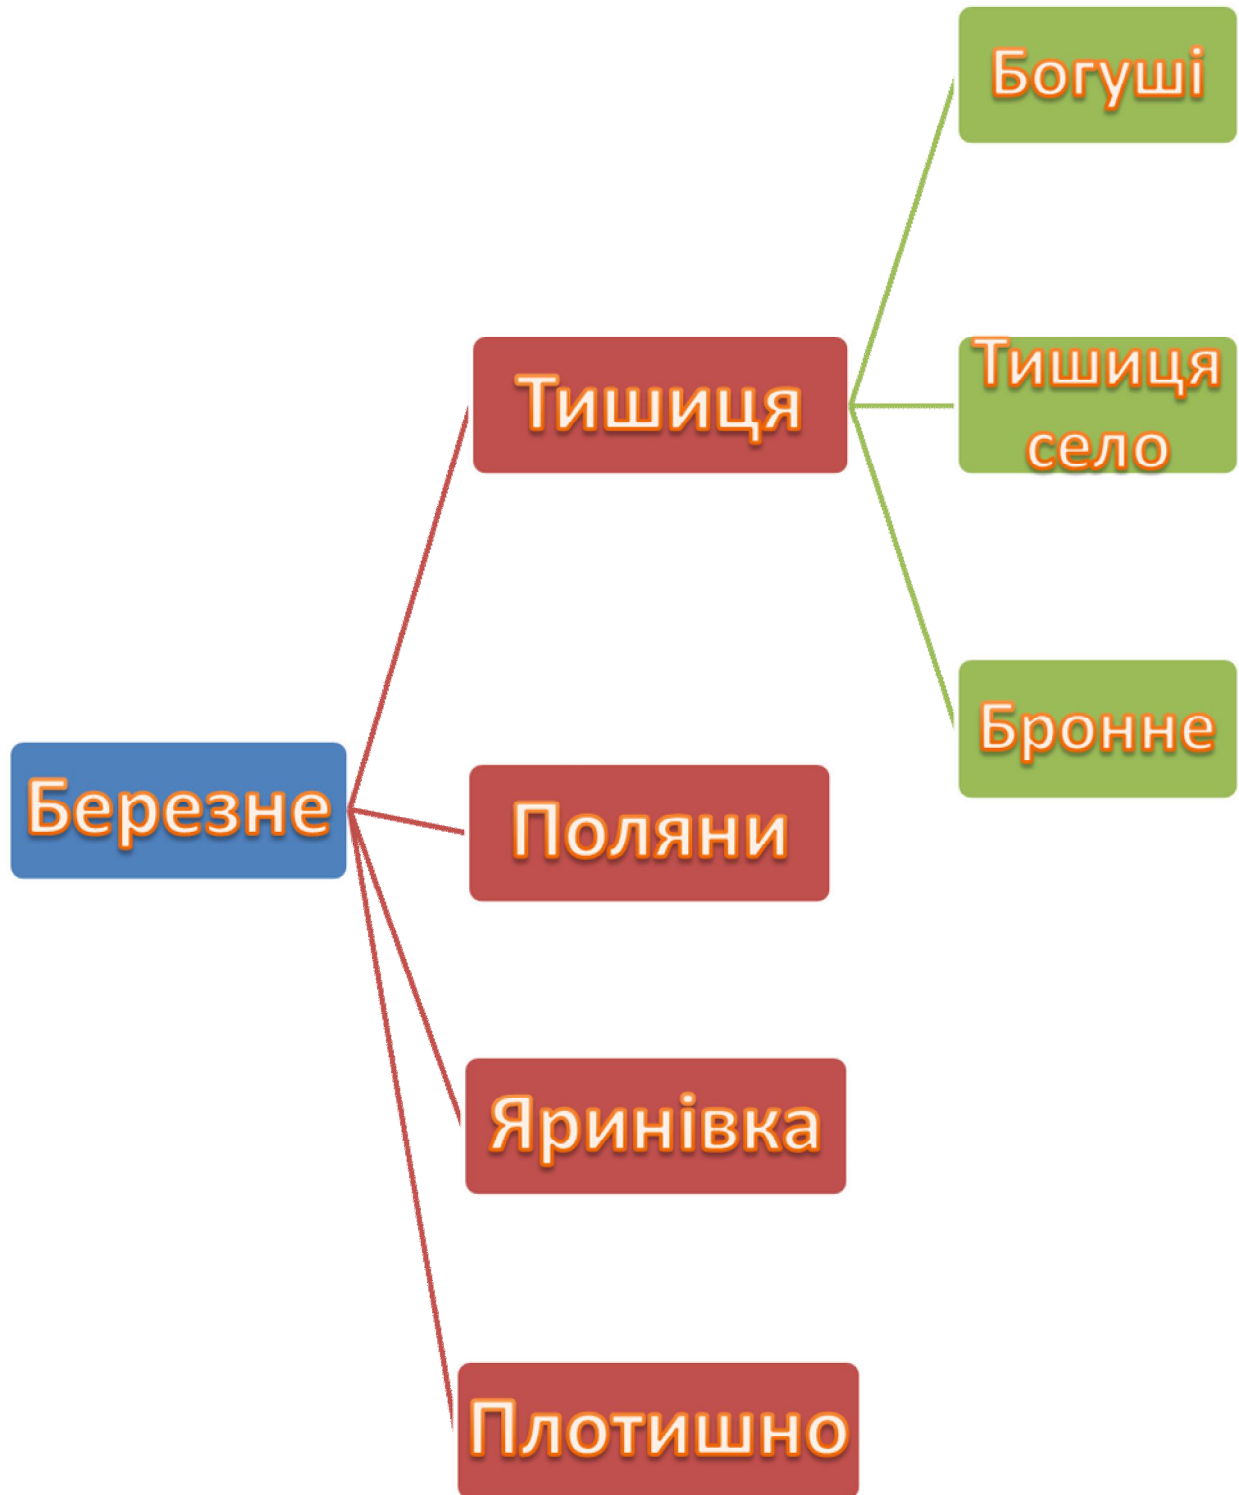 Богуші
Тишиця
Тишиця
село
Бронне
Березне
Поляни
Яринівка
Плотишно